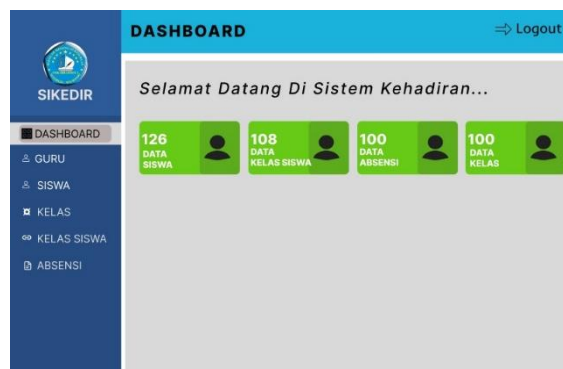 DASHBOARD
Logout
SIKEDIR
Selamat Datang Di Sistem Kehadiran...
DASHBOARD
GURU
SISWA
KELAS
KELAS SISWA
ABSENSI
126
DATA
SISWA
108
DATA
KELAS SISWA
100
DATA
ABSENSI
100
DATA
KELAS